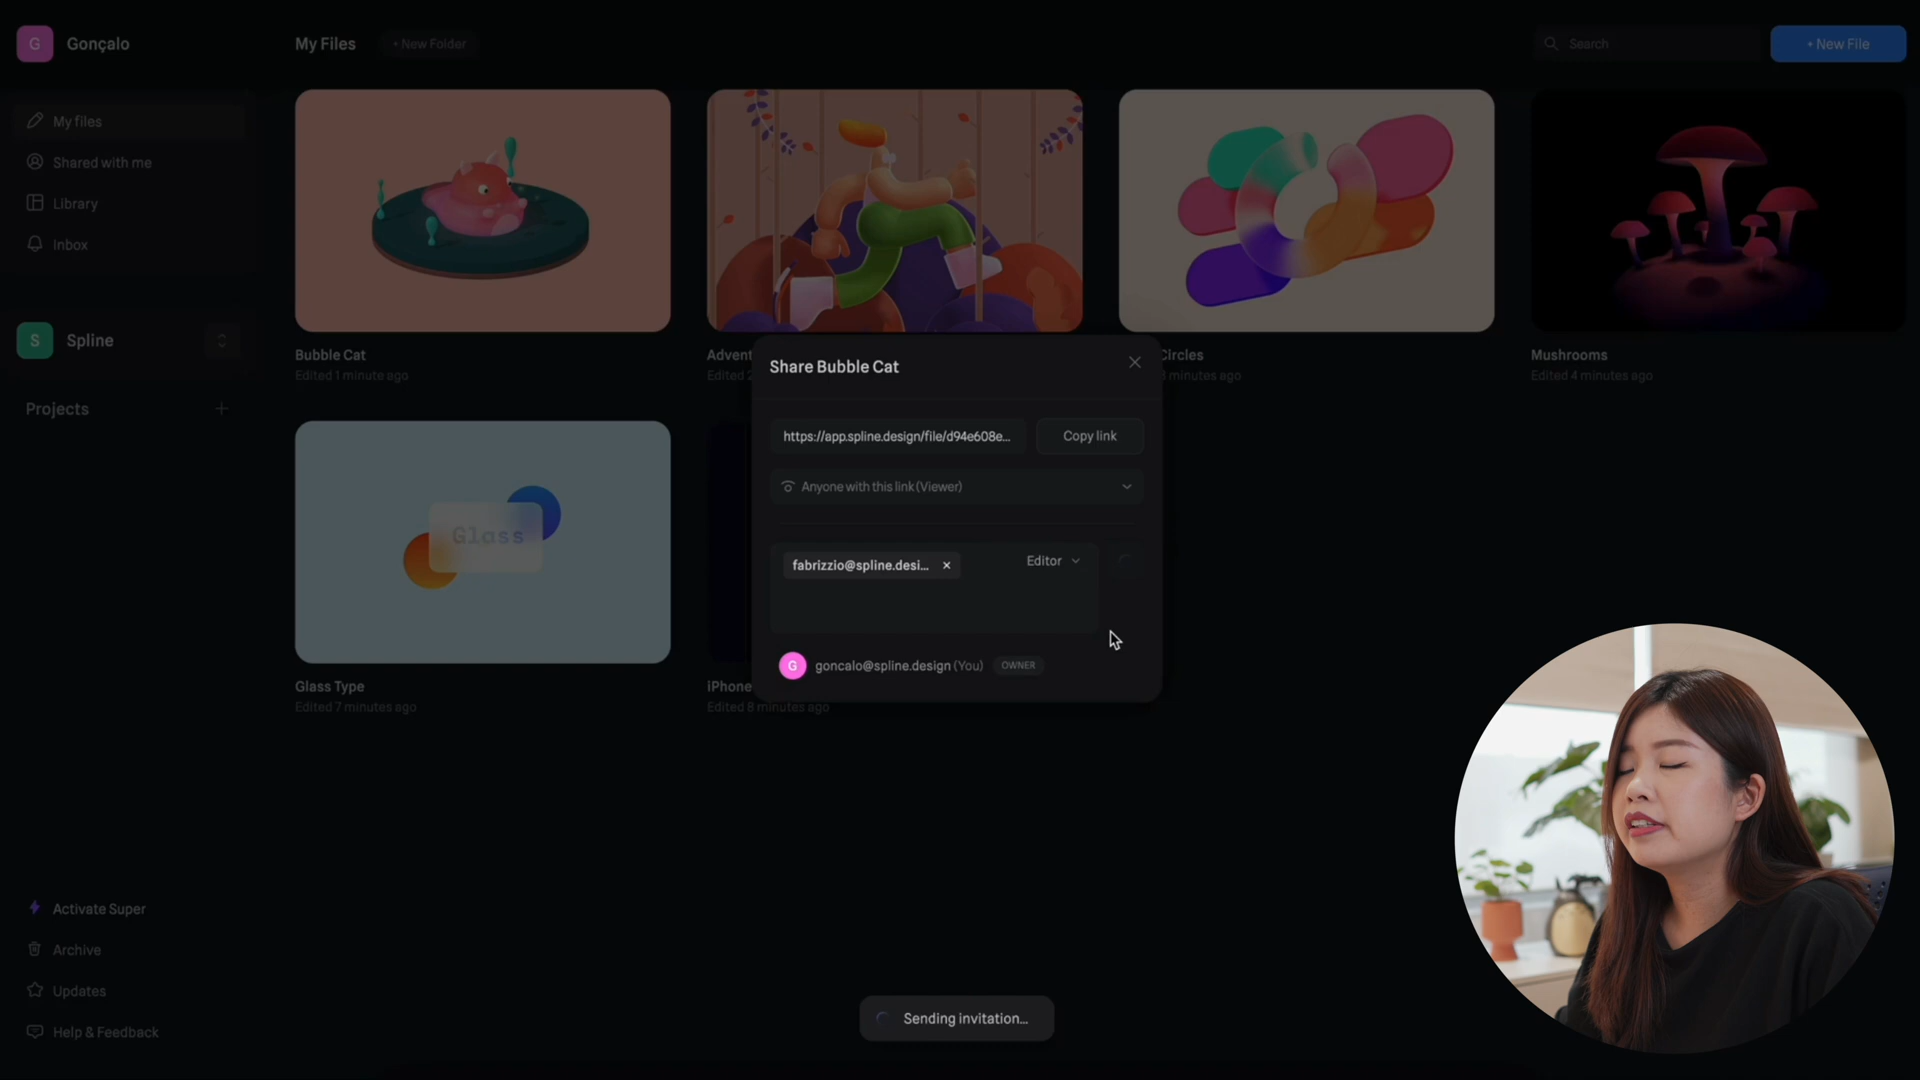 G Gonçalo
My Files
+ New Folder
Search
+ New File
My files
Shared with me
Library
Inbox
S Spline
Projects
Bubble Cat
Edited 1 minute ago
Advent
Edited 2
Circles
minutes ago
Mushrooms
Edited 4 minutes ago
Share Bubble Cat
https://app.spline.design/file/d94e608e...
Copy link
Anyone with this link (Viewer)
fabrizzio@spline.desi...
Editor
G goncalo@spline.design (You) OWNER
Glass
Glass Type
Edited 7 minutes ago
iPhone
Edited 8 minutes ago
Activate Super
Archive
Updates
Help & Feedback
Sending invitation...